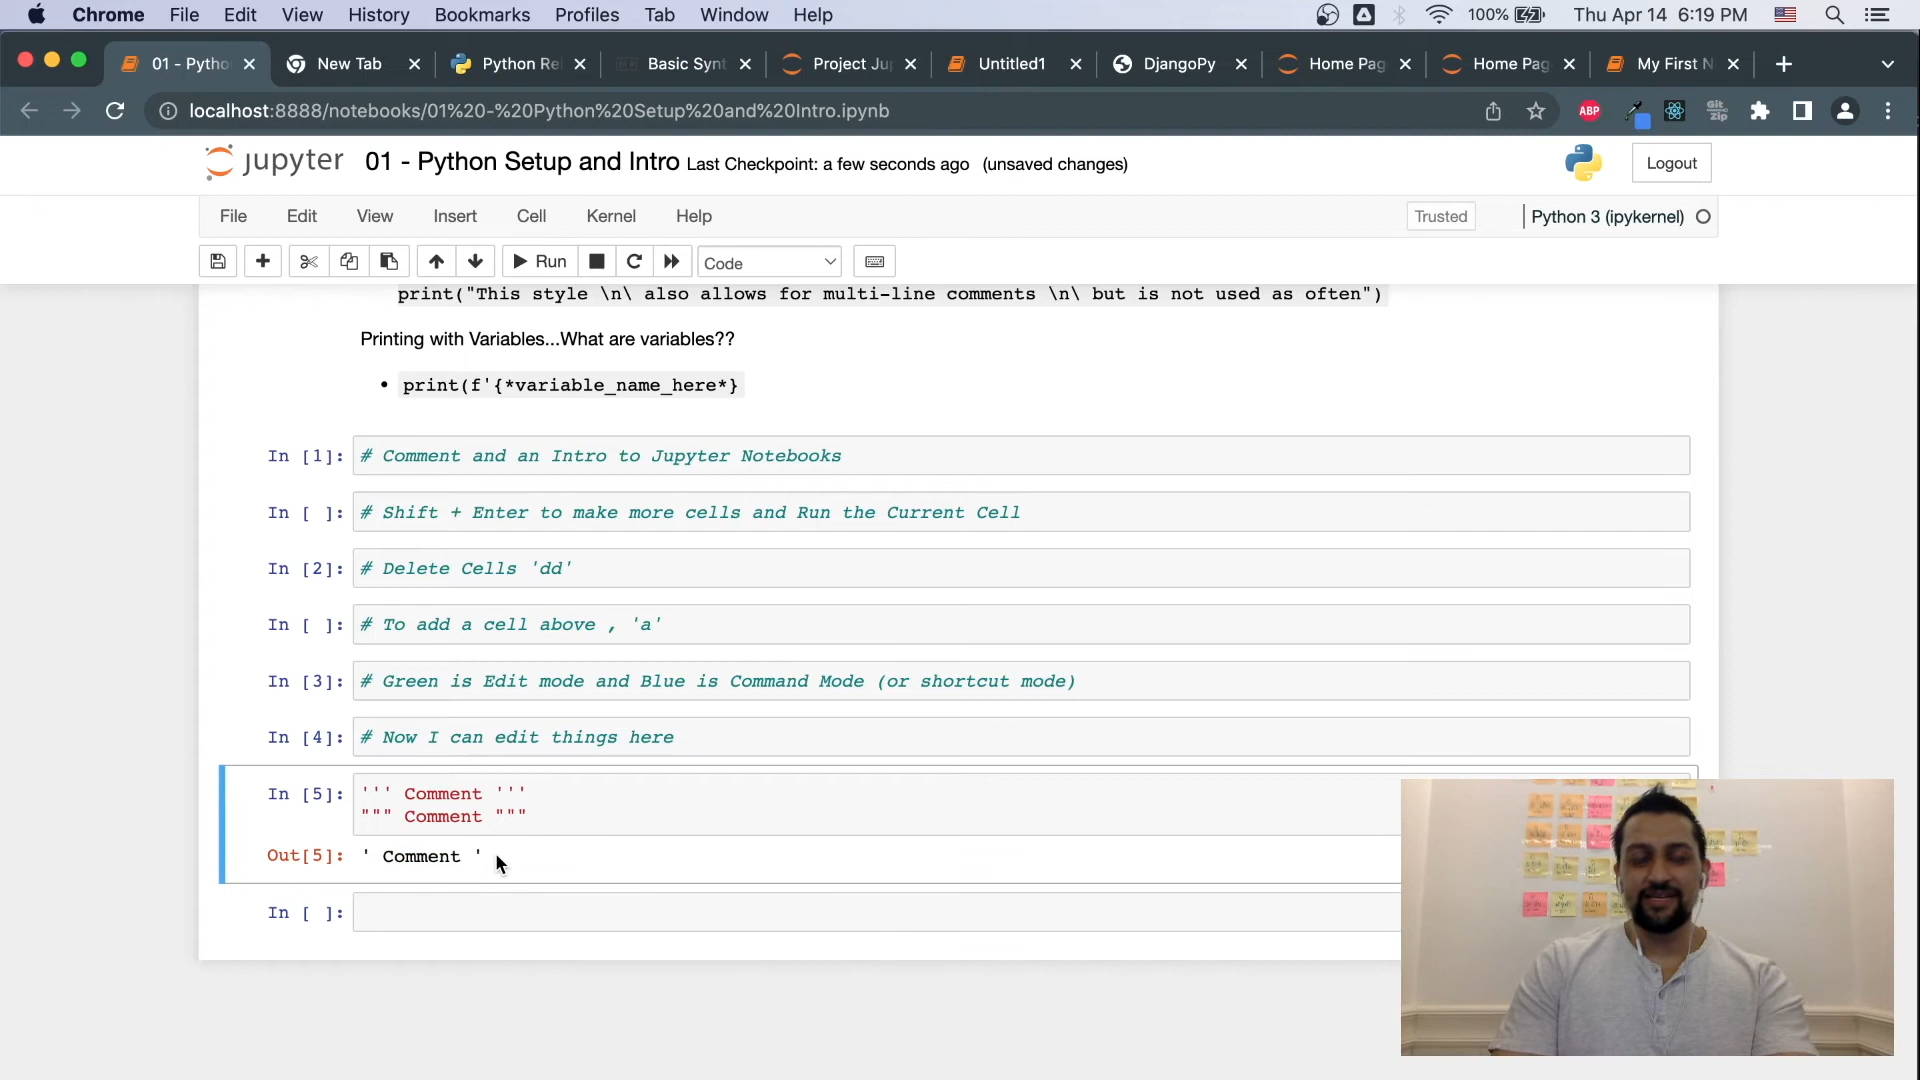 Chrome File Edit View History Bookmarks Profiles Tab Window Help 100% Thu Apr 14 6:19 PM
01 - Pytho New Tab Python Rel Basic Synt Project Ju Untitled1 DjangoPy Home Pag Home Pag My First N
localhost:8888/notebooks/01%20-%20Python%20Setup%20and%20Intro.ipynb ABP Git Zip
jupyter 01 - Python Setup and Intro Last Checkpoint: a few seconds ago (unsaved changes) Logout
File Edit View Insert Cell Kernel Help Trusted Python 3 (ipykernel)
Run Code
print("This style \n\ also allows for multi-line comments \n\ but is not used as often")
Printing with Variables...What are variables??
• print(f'{*variable_name_here*}
In [1]: # Comment and an Intro to Jupyter Notebooks
In [ ]: # Shift + Enter to make more cells and Run the Current Cell
In [2]: # Delete Cells 'dd'
In [ ]: # To add a cell above , 'a'
In [3]: # Green is Edit mode and Blue is Command Mode (or shortcut mode)
In [4]: # Now I can edit things here
In [5]: ''' Comment '''
""" Comment """
Out[5]: ' Comment '
In [ ]: